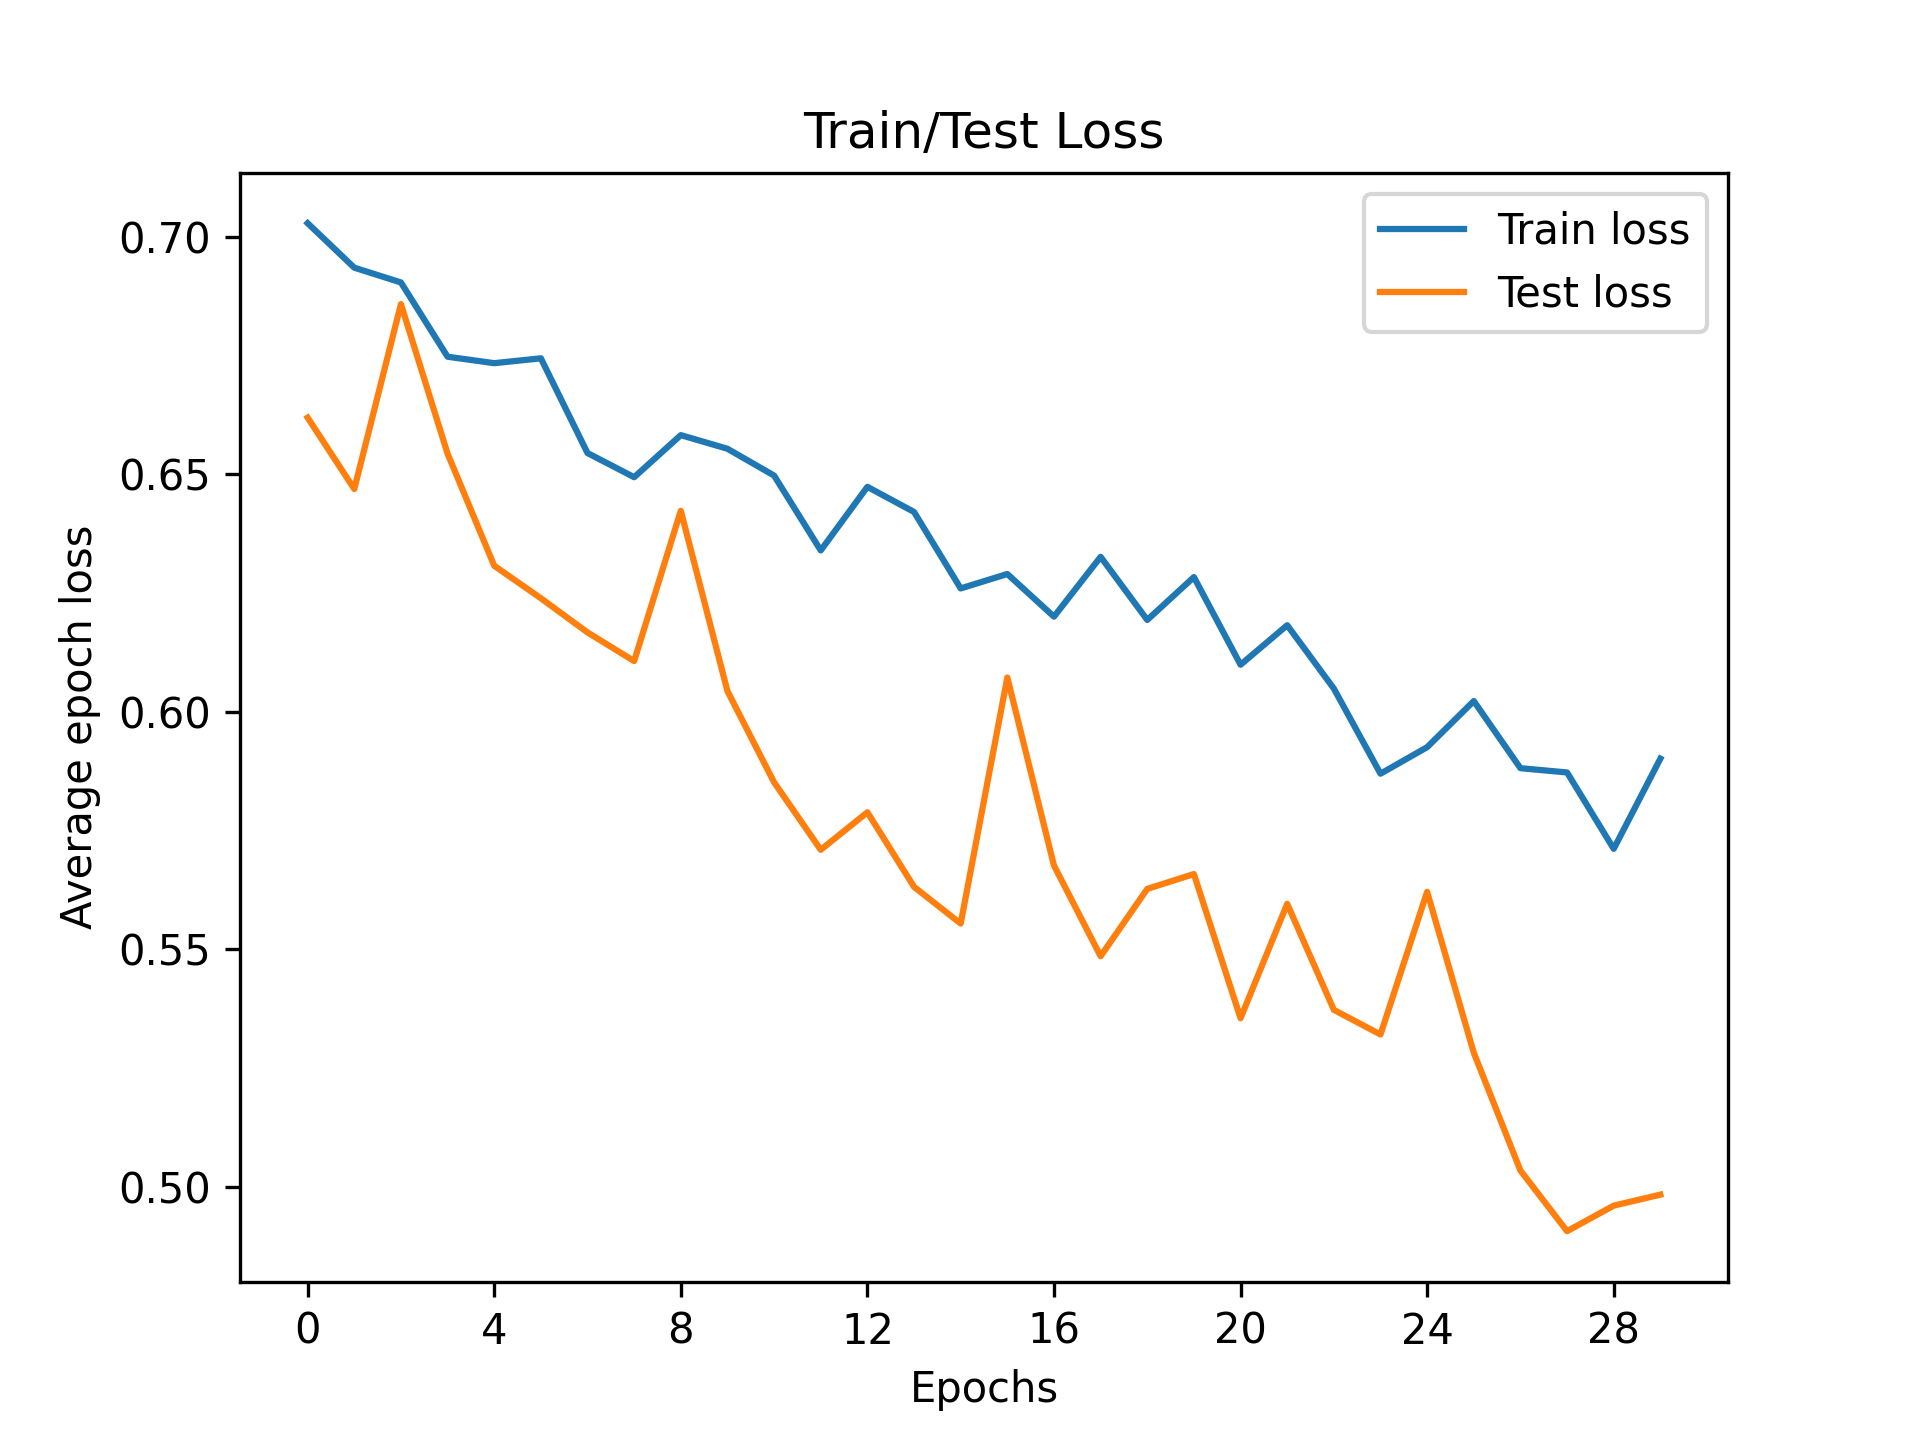 Train/Test Loss
Train loss
Test loss
0.70
0.65
0.60
0.55
0.50
Average epoch loss
0 4 8 12 16 20 24 28
Epochs